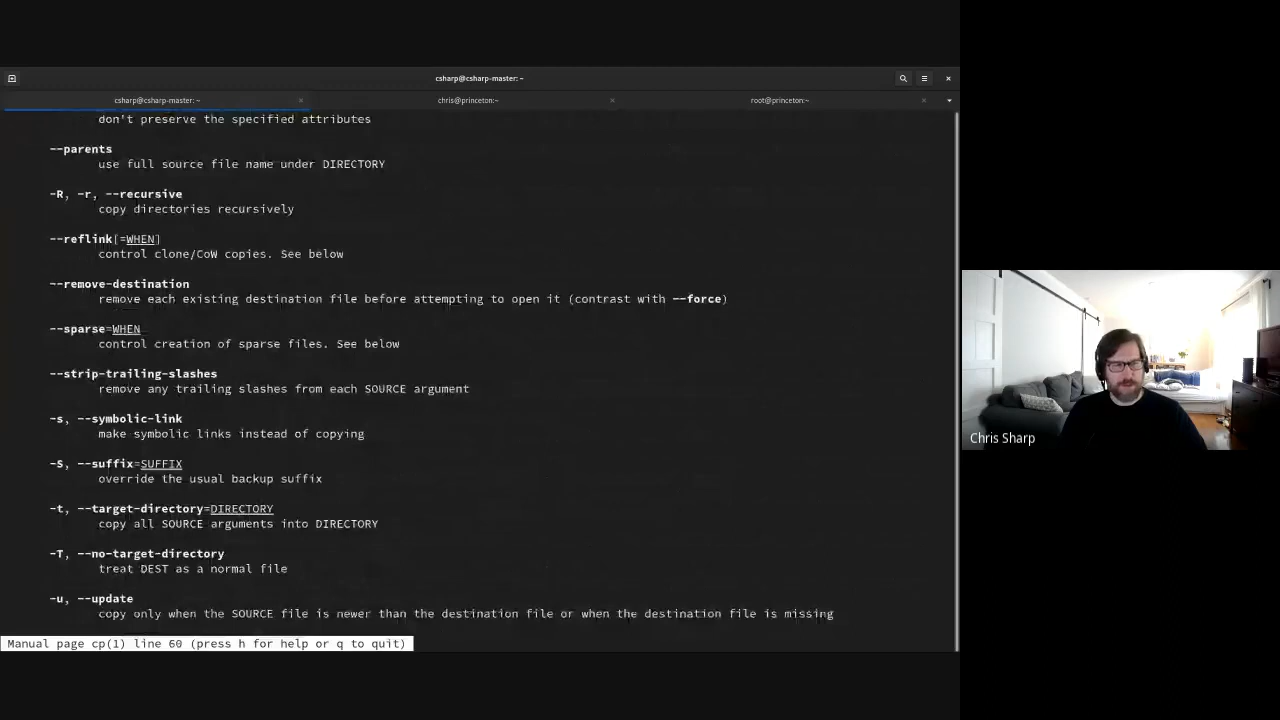 csharp@csharp-master: ~
csharp@csharp-master: ~
chris@princeton:~
root@princeton:~
don't preserve the specified attributes
--parents
use full source file name under DIRECTORY
-R, -r, --recursive
copy directories recursively
--reflink[=WHEN]
control clone/CoW copies. See below
--remove-destination
remove each existing destination file before attempting to open it (contrast with --force)
--sparse=WHEN
control creation of sparse files. See below
--strip-trailing-slashes
remove any trailing slashes from each SOURCE argument
-s, --symbolic-link
make symbolic links instead of copying
-S, --suffix=SUFFIX
override the usual backup suffix
-t, --target-directory=DIRECTORY
copy all SOURCE arguments into DIRECTORY
-T, --no-target-directory
treat DEST as a normal file
-u, --update
copy only when the SOURCE file is newer than the destination file or when the destination file is missing
Manual page cp(1) line 60 (press h for help or q to quit)
Chris Sharp